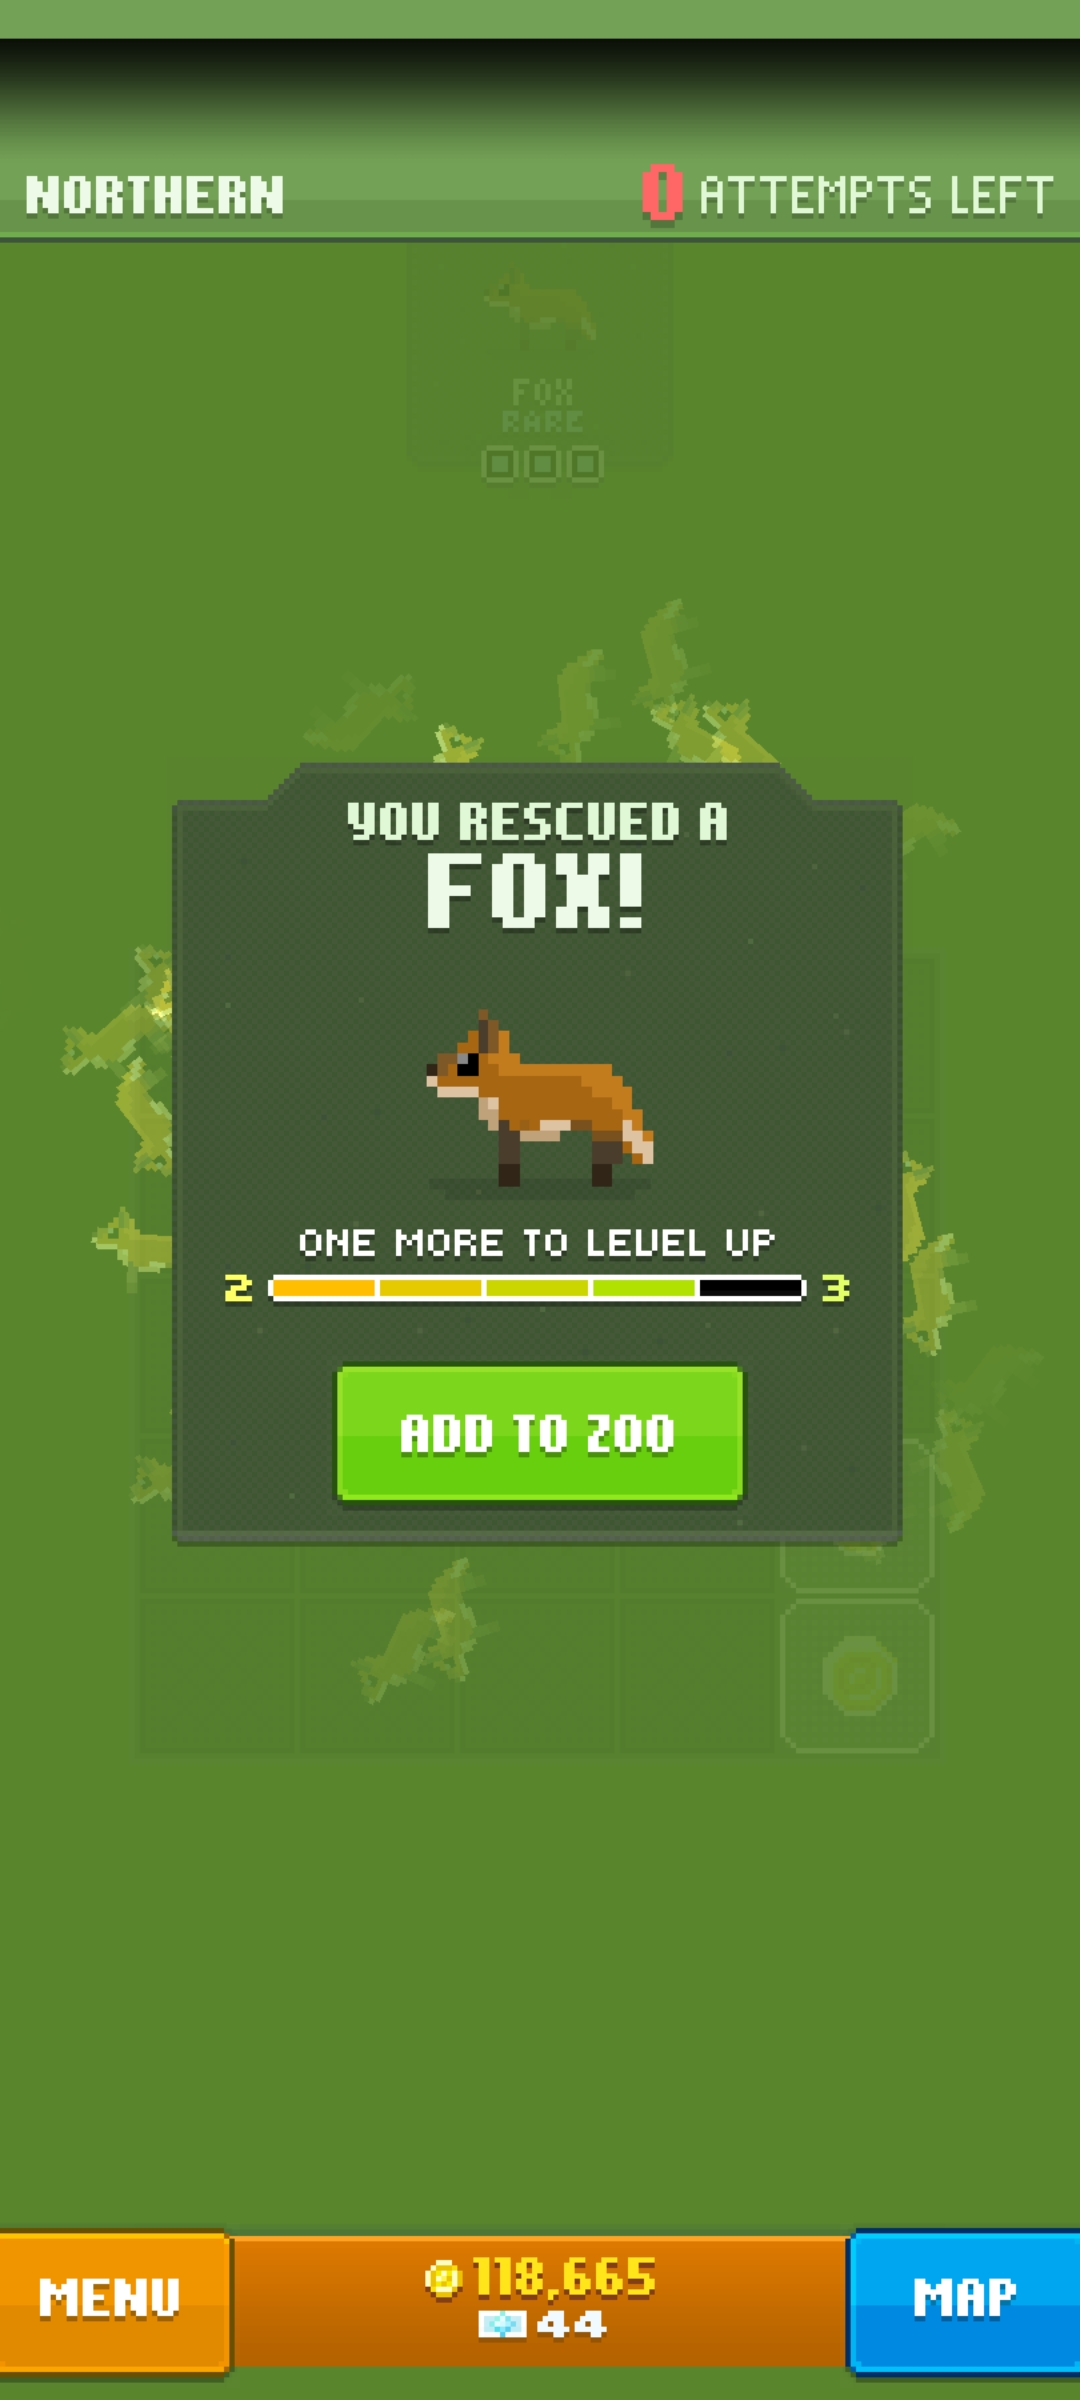 NORTHERN
0 ATTEMPTS LEFT
FOX
RARE
YOU RESCUED A
FOX!
ONE MORE TO LEVEL UP
2 3
ADD TO ZOO
MENU
118,665
44
MAP